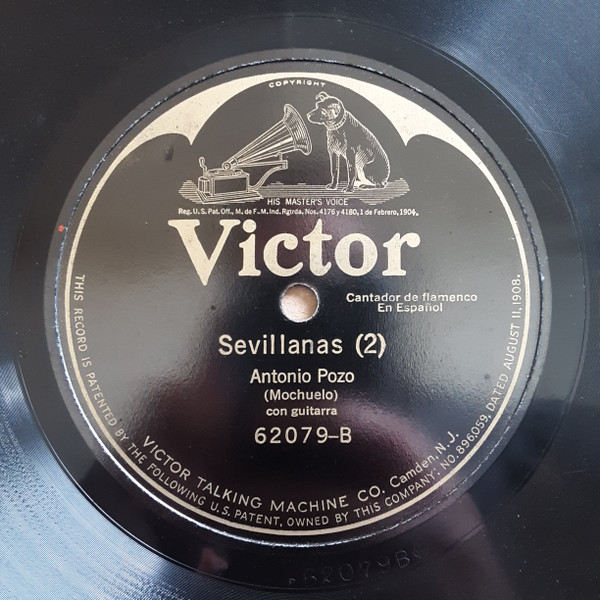 COPYRIGHT
HIS MASTER'S VOICE
Reg. U.S. Pat. Off., M. de F. M. Ind. Rgtrda. Nos. 4176 y 4180, 1 de Febrero, 1904.
Victor
Cantador de flamenco
En Español
Sevillanas (2)
Antonio Pozo
(Mochuelo)
con guitarra
62079-B
VICTOR TALKING MACHINE CO. Camden, N.J.
THIS RECORD IS PATENTED BY THE FOLLOWING U.S. PATENT, OWNED BY THIS COMPANY: NO. 896059, DATED AUGUST 11, 1908.
62079B